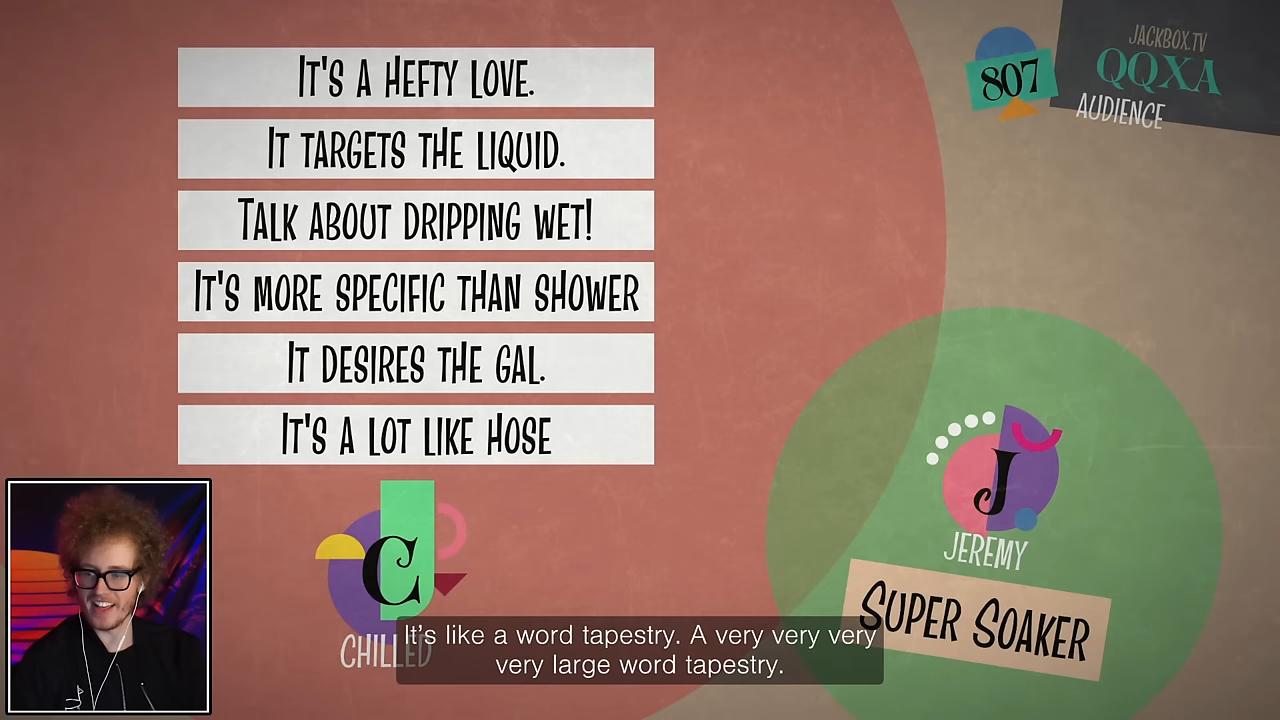 IT'S A HEFTY LOVE.
IT TARGETS THE LIQUID.
TALK ABOUT DRIPPING WET!
IT'S MORE SPECIFIC THAN SHOWER
IT DESIRES THE GAL.
IT'S A LOT LIKE HOSE
807
JACKBOX.TV
QQXA
AUDIENCE
C
CHILLED
J
JEREMY
SUPER SOAKER
It's like a word tapestry. A very very very
very large word tapestry.